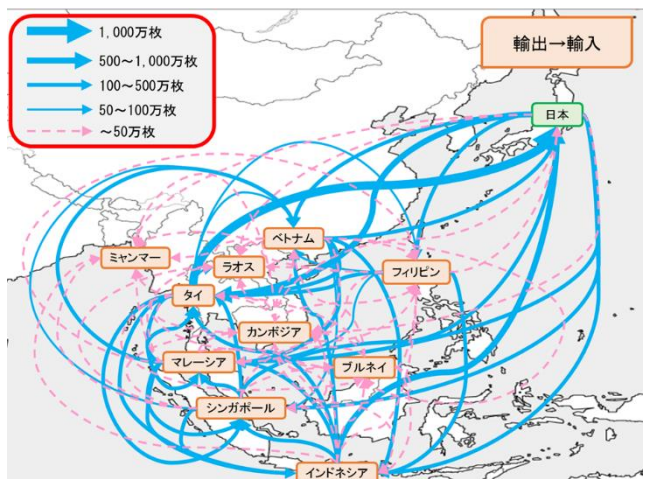 1,000万枚
500～1,000万枚
100～500万枚
50～100万枚
～50万枚
輸出→輸入
日本
ベトナム
ミャンマー
ラオス
フィリピン
タイ
カンボジア
マレーシア
ブルネイ
シンガポール
インドネシア